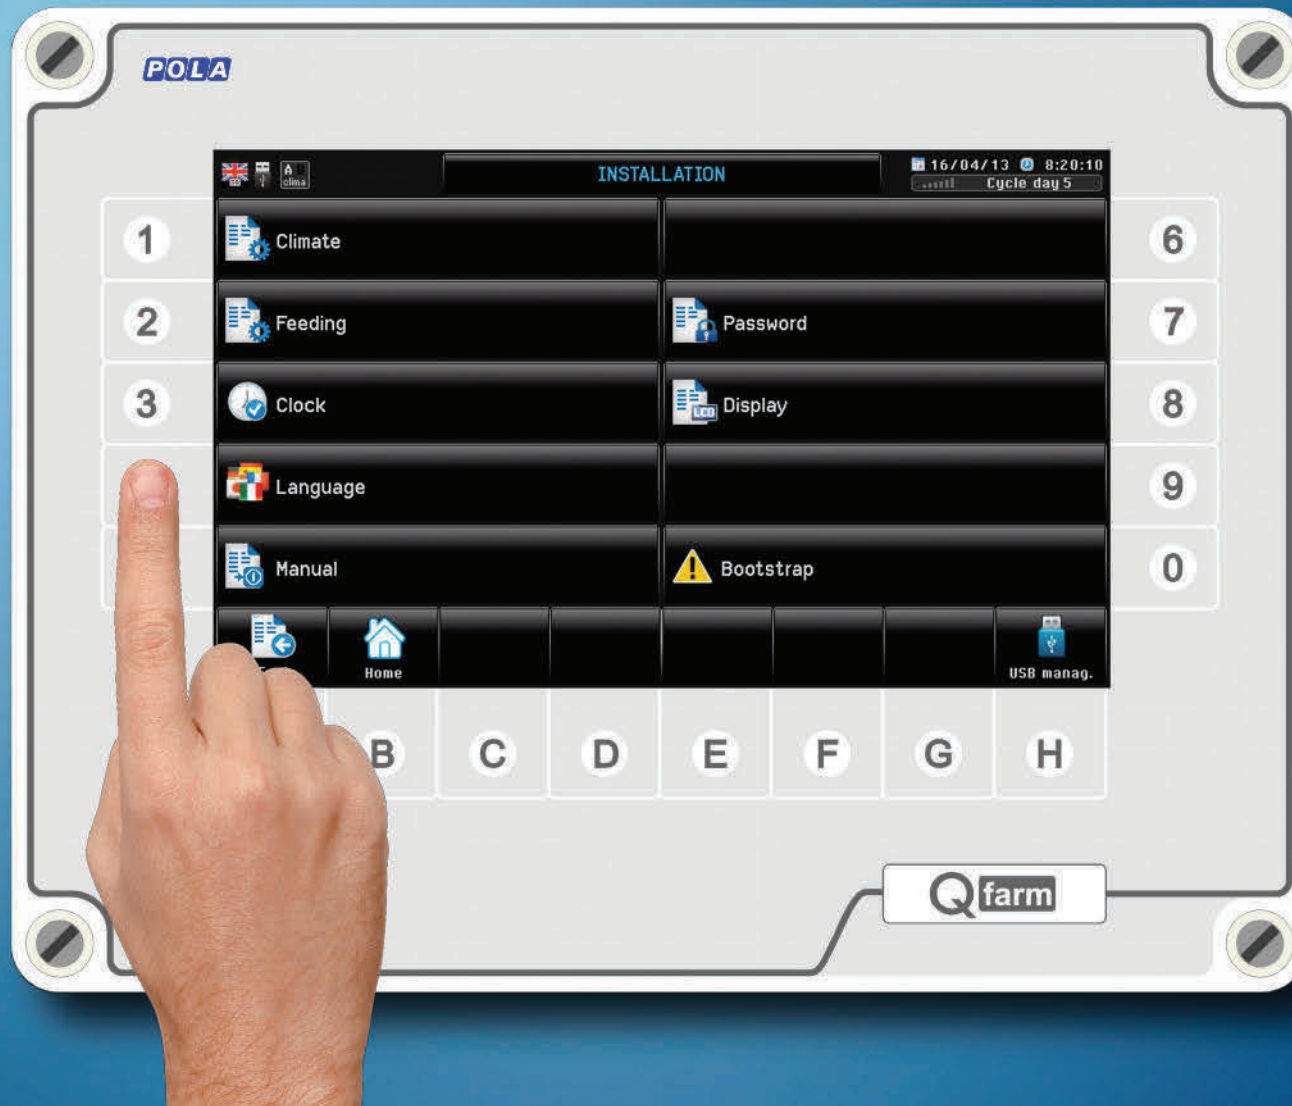 POLA
A
clima
INSTALLATION
16/04/13 8:20:10
Cycle day 5
1
Climate
6
2
Feeding
Password
7
3
Clock
Display
8
LCD
Language
9
Manual
Bootstrap
0
Home
USB manag.
B
C
D
E
F
G
H
Q farm